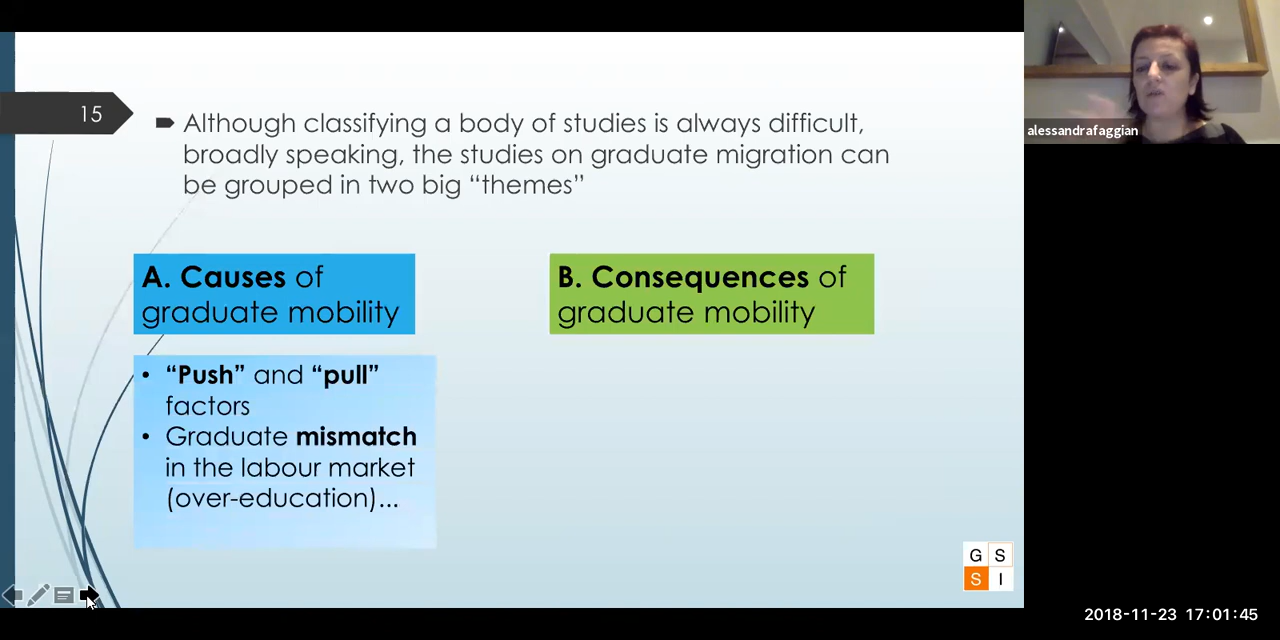 15
Although classifying a body of studies is always difficult,
broadly speaking, the studies on graduate migration can
be grouped in two big “themes”
A. Causes of
graduate mobility
B. Consequences of
graduate mobility
• “Push” and “pull”
factors
• Graduate mismatch
in the labour market
(over-education)...
G S
S I
alessandrafaggian
2018-11-23 17:01:45